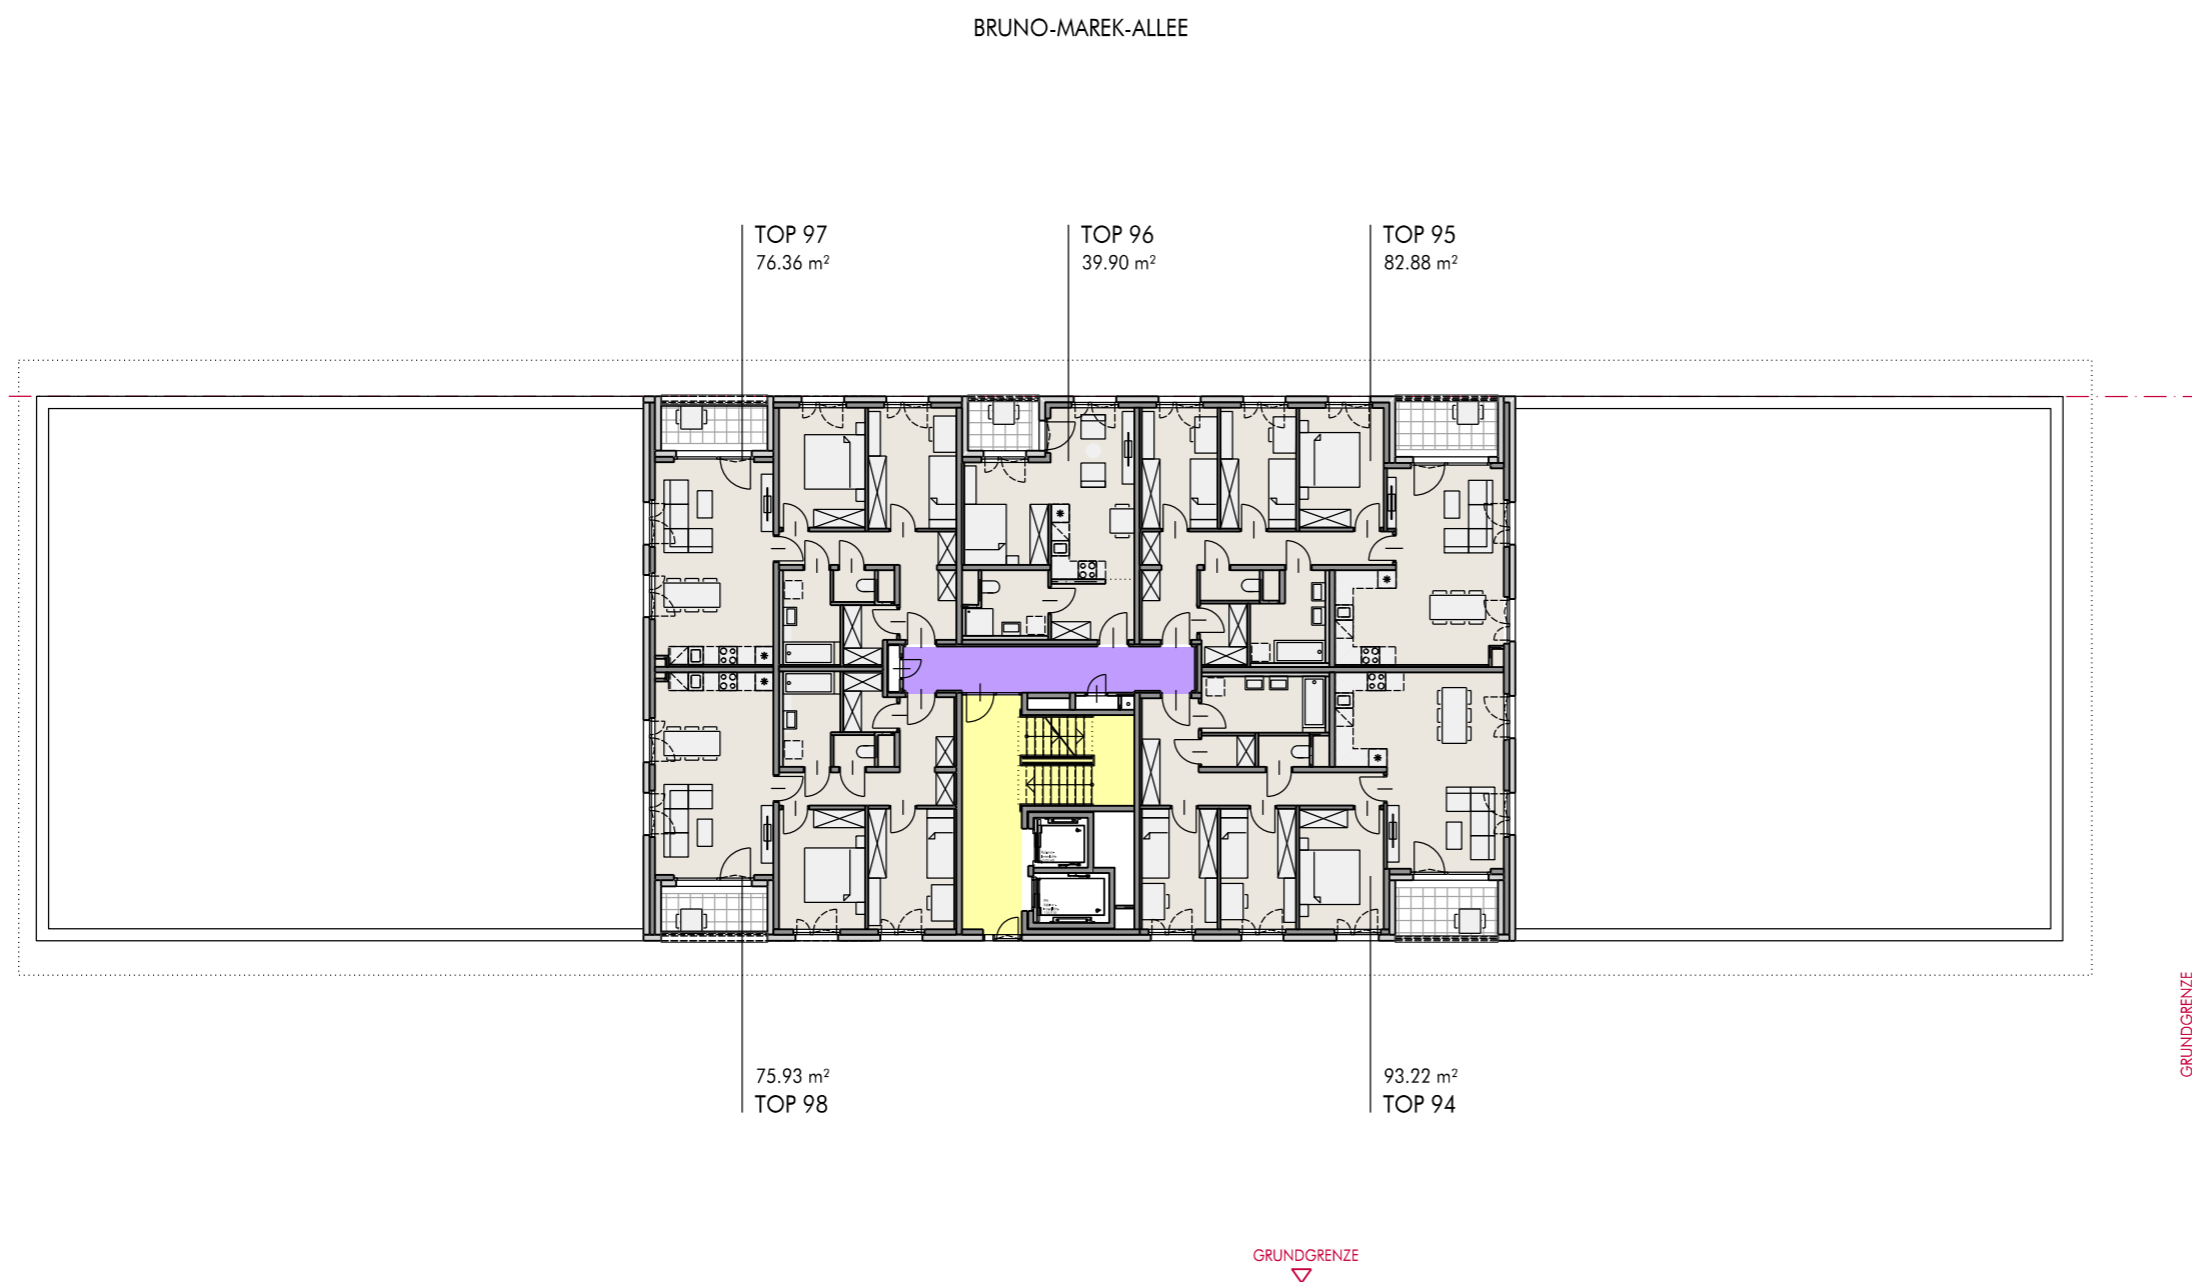 BRUNO-MAREK-ALLEE
TOP 97
76.36 m²
TOP 96
39.90 m²
TOP 95
82.88 m²
75.93 m²
TOP 98
93.22 m²
TOP 94
GRUNDGRENZE
GRUNDGRENZE